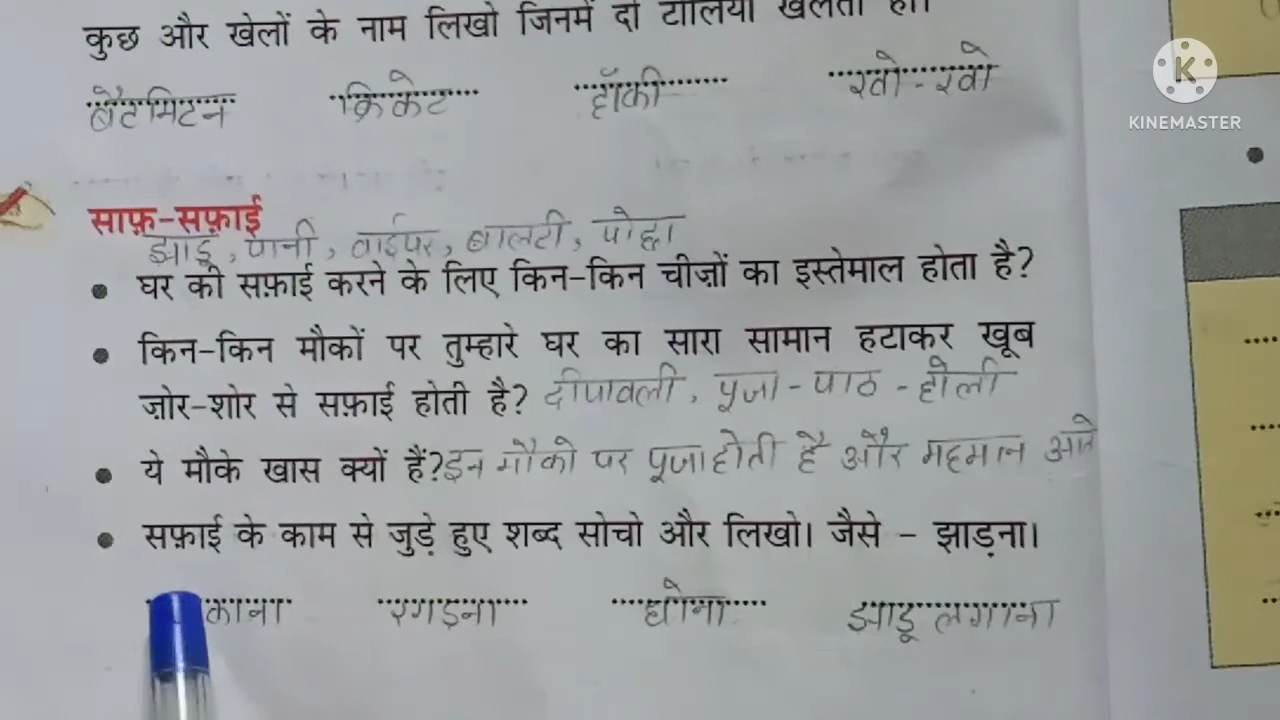 कुछ और खेलों के नाम लिखो जिनमें दो टोलियाँ खेलती हों।
बैटमिटन क्रिकेट हॉकी खो-खो
KINEMASTER
साफ़-सफ़ाई
झाडू, पानी, वाईपर, बालटी, पोछा
• घर की सफ़ाई करने के लिए किन-किन चीज़ों का इस्तेमाल होता है?
• किन-किन मौकों पर तुम्हारे घर का सारा सामान हटाकर खूब
ज़ोर-शोर से सफ़ाई होती है? दीपावली, पूजा-पाठ-होली
• ये मौके खास क्यों हैं? इन मौको पर पूजा होती है और महमान आते
• सफ़ाई के काम से जुड़े हुए शब्द सोचो और लिखो। जैसे – झाड़ना।
रगड़ना धोना झाडू लगाना